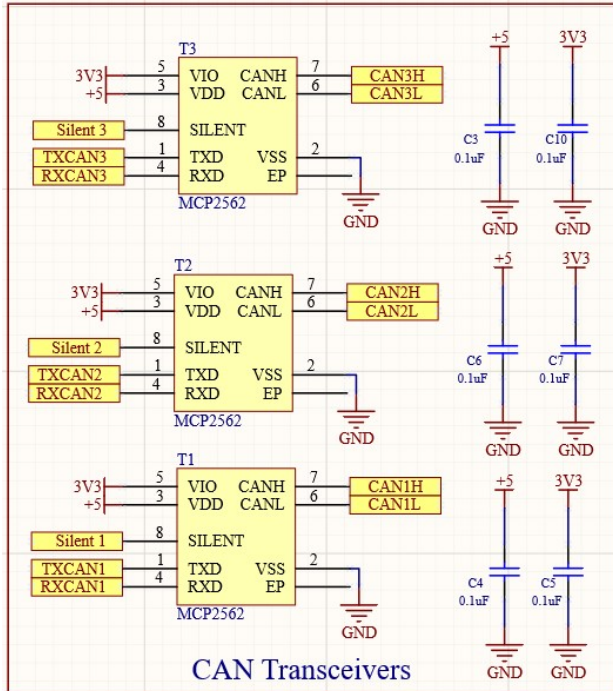 T3
3V3 5 VIO CANH 7 CAN3H
+5 3 VDD CANL 6 CAN3L
Silent 3 8 SILENT
TXCAN3 1 TXD VSS 2
RXCAN3 4 RXD EP
MCP2562
GND
+5 3V3
C3 C10
0.1uF 0.1uF
GND GND
T2
3V3 5 VIO CANH 7 CAN2H
+5 3 VDD CANL 6 CAN2L
Silent 2 8 SILENT
TXCAN2 1 TXD VSS 2
RXCAN2 4 RXD EP
MCP2562
GND
+5 3V3
C6 C7
0.1uF 0.1uF
GND GND
T1
3V3 5 VIO CANH 7 CAN1H
+5 3 VDD CANL 6 CAN1L
Silent 1 8 SILENT
TXCAN1 1 TXD VSS 2
RXCAN1 4 RXD EP
MCP2562
GND
+5 3V3
C4 C5
0.1uF 0.1uF
GND GND
CAN Transceivers